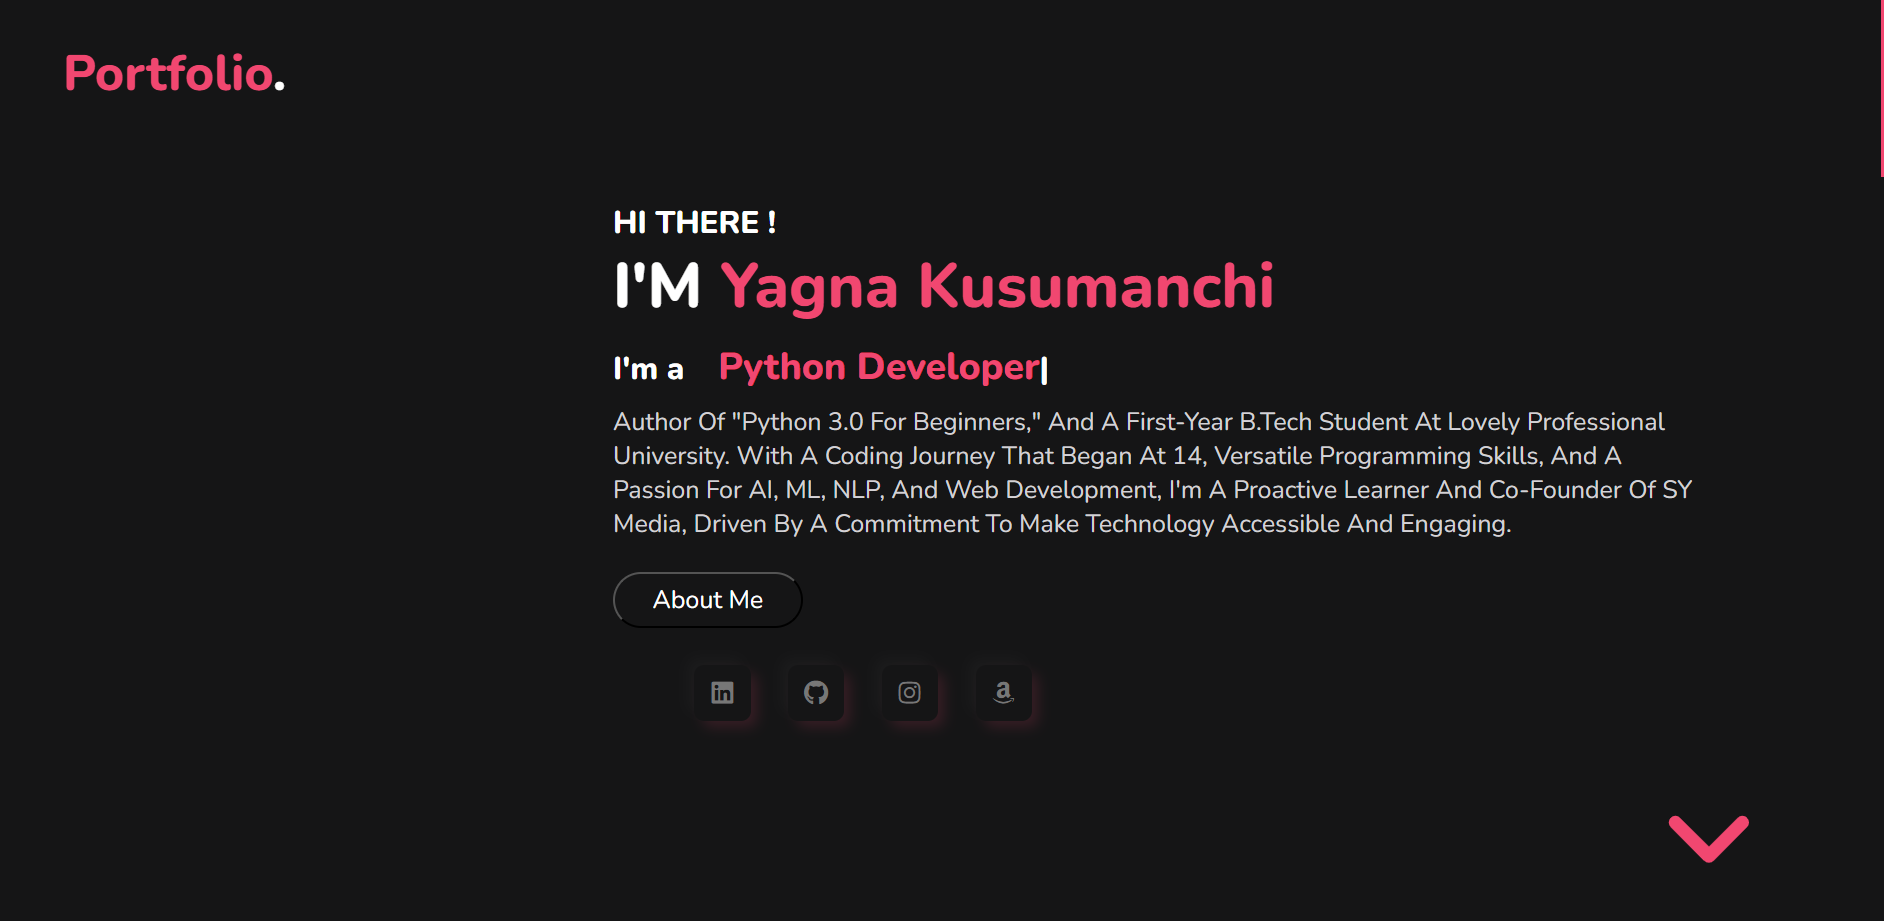 Portfolio.
HI THERE !
I'M Yagna Kusumanchi
I'm a Python Developer|
Author Of "Python 3.0 For Beginners," And A First-Year B.Tech Student At Lovely Professional
University. With A Coding Journey That Began At 14, Versatile Programming Skills, And A
Passion For AI, ML, NLP, And Web Development, I'm A Proactive Learner And Co-Founder Of SY
Media, Driven By A Commitment To Make Technology Accessible And Engaging.
About Me